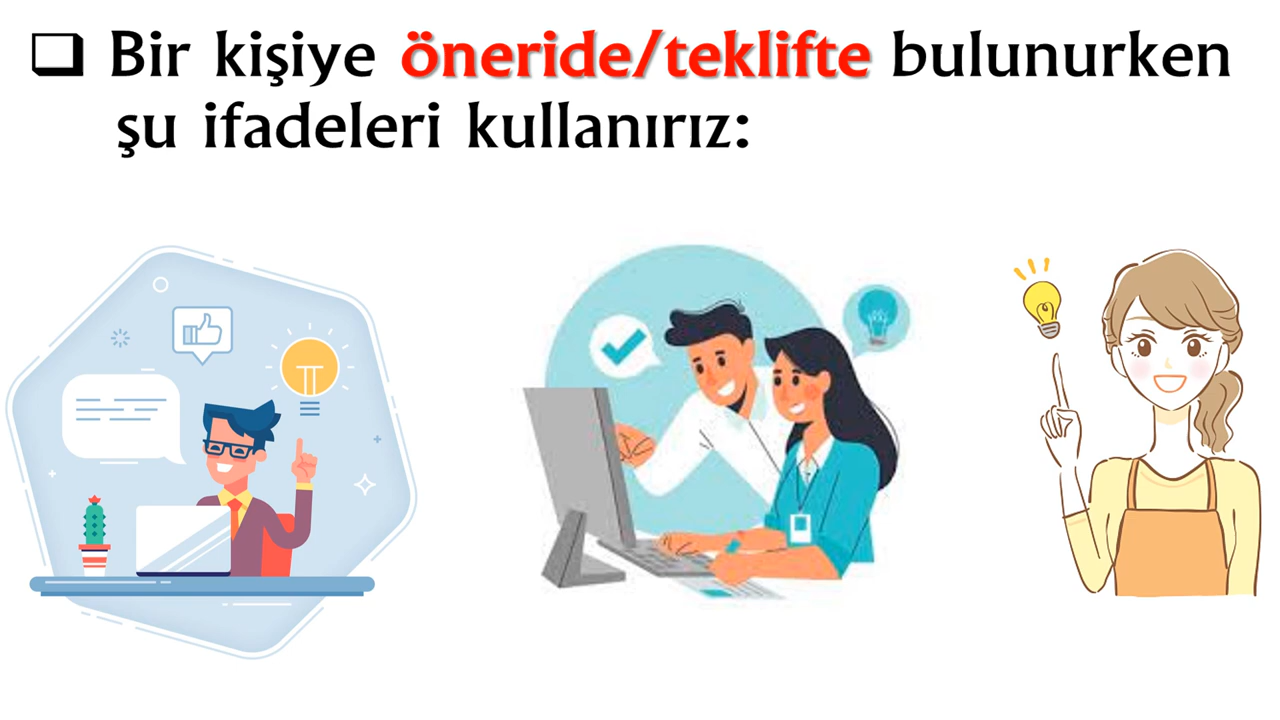 ❑ Bir kişiye öneride/teklifte bulunurken
şu ifadeleri kullanırız: